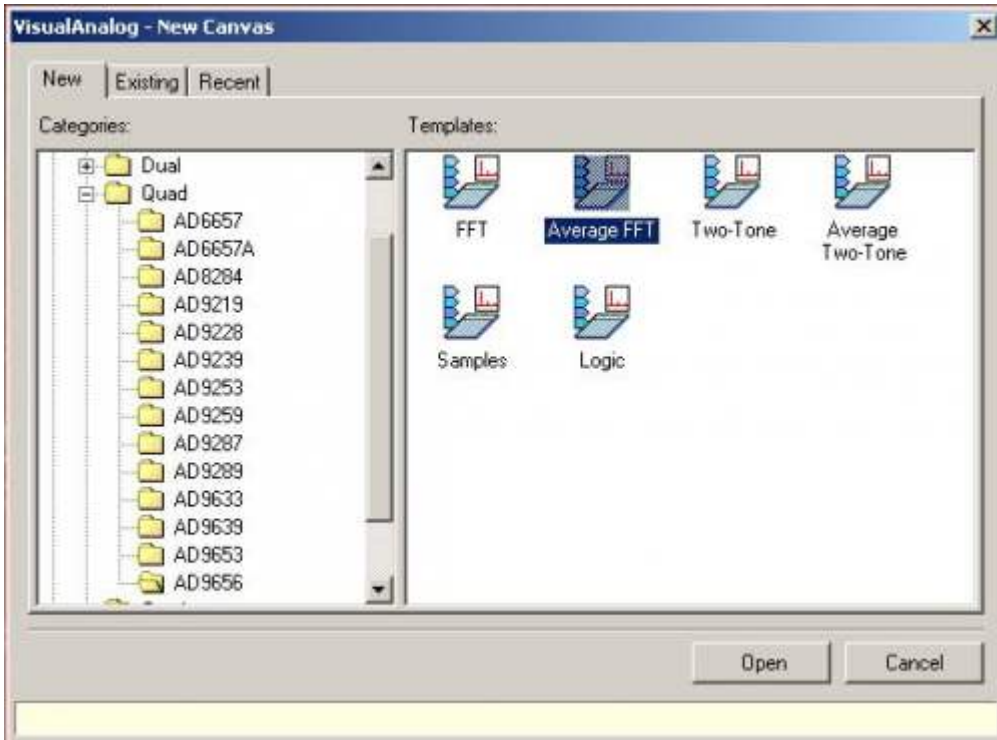 VisualAnalog - New Canvas
New
Existing
Recent
Categories:
Templates:
Dual
Quad
AD6657
AD6657A
AD8284
AD9219
AD9228
AD9239
AD9253
AD9259
AD9287
AD9289
AD9633
AD9639
AD9653
AD9656
FFT
Average FFT
Two-Tone
Average
Two-Tone
Samples
Logic
Open
Cancel